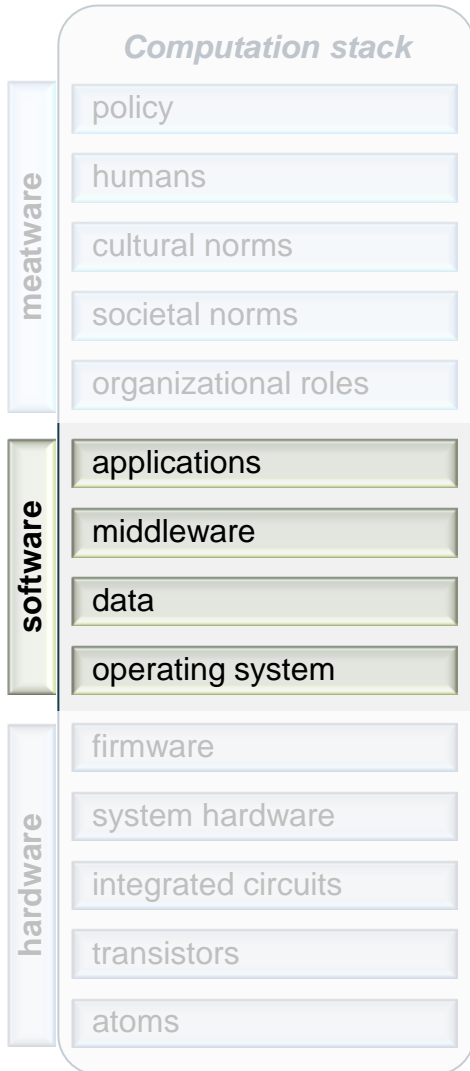 Computation stack
meatware
policy
humans
cultural norms
societal norms
organizational roles
software
applications
middleware
data
operating system
hardware
firmware
system hardware
integrated circuits
transistors
atoms